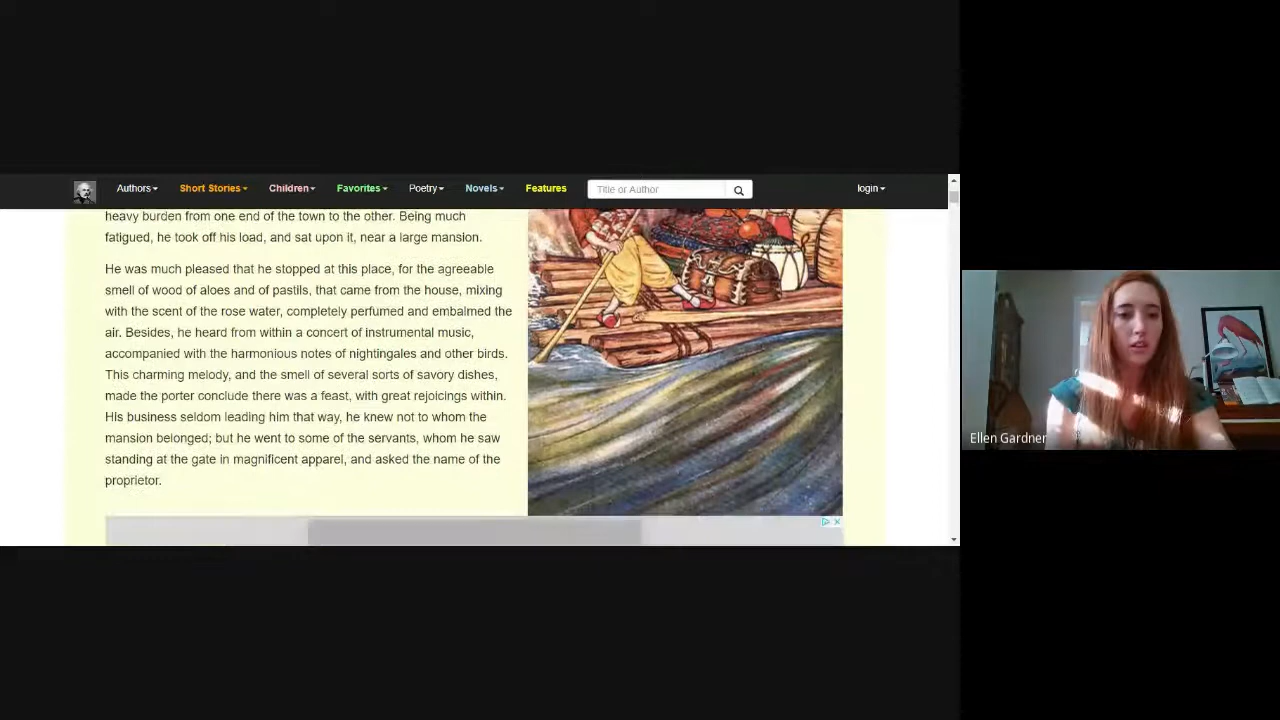 Authors Short Stories Children Favorites Poetry Novels Features Title or Author login
heavy burden from one end of the town to the other. Being much
fatigued, he took off his load, and sat upon it, near a large mansion.
He was much pleased that he stopped at this place, for the agreeable
smell of wood of aloes and of pastils, that came from the house, mixing
with the scent of the rose water, completely perfumed and embalmed the
air. Besides, he heard from within a concert of instrumental music,
accompanied with the harmonious notes of nightingales and other birds.
This charming melody, and the smell of several sorts of savory dishes,
made the porter conclude there was a feast, with great rejoicings within.
His business seldom leading him that way, he knew not to whom the
mansion belonged; but he went to some of the servants, whom he saw
standing at the gate in magnificent apparel, and asked the name of the
proprietor.
Ellen Gardner